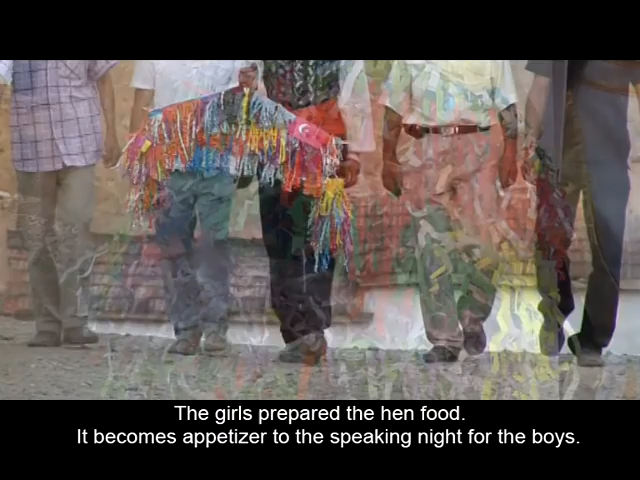 The girls prepared the hen food.
It becomes appetizer to the speaking night for the boys.